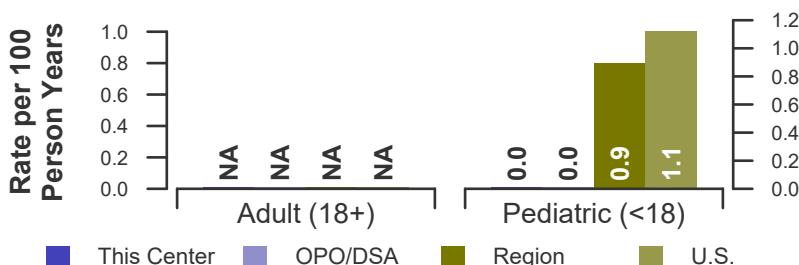 Rate per 100
Person Years
1.0
0.8
0.6
0.4
0.2
0.0
NA NA NA NA
Adult (18+)
0.0 0.0 0.9 1.1
Pediatric (<18)
1.2
1.0
0.8
0.6
0.4
0.2
0.0
This Center OPO/DSA Region U.S.